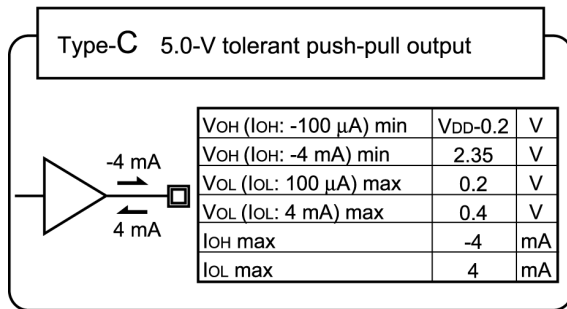 Type-C 5.0-V tolerant push-pull output
-4 mA
4 mA
VOH (IOH: -100 µA) min VDD-0.2 V
VOH (IOH: -4 mA) min 2.35 V
VOL (IOL: 100 µA) max 0.2 V
VOL (IOL: 4 mA) max 0.4 V
IOH max -4 mA
IOL max 4 mA